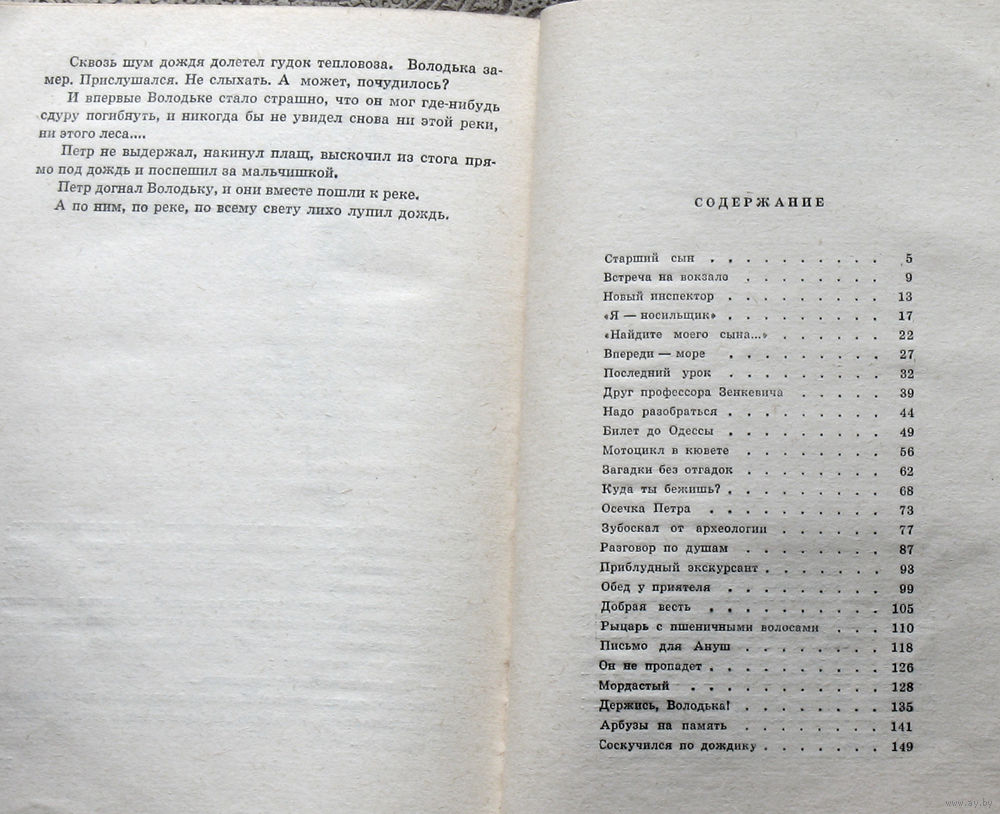 Сквозь шум дождя долетел гудок тепловоза. Володька за-
мер. Прислушался. Не слыхать. А может, почудилось?
И впервые Володьке стало страшно, что он мог где-нибудь
сдуру погибнуть, и никогда бы не увидел снова ни этой реки,
ни этого леса....
Петр не выдержал, накинул плащ, выскочил из стога пря-
мо под дождь и поспешил за мальчишкой.
Петр догнал Володьку, и они вместе пошли к реке.
А по ним, по реке, по всему свету лихо лупил дождь.
СОДЕРЖАНИЕ
Старший сын . . . . . . . . . . 5
Встреча на вокзале . . . . . . . . 9
Новый инспектор . . . . . . . . . 13
«Я — носильщик» . . . . . . . . . 17
«Найдите моего сына...» . . . . . . 22
Впереди — море . . . . . . . . . 27
Последний урок . . . . . . . . . 32
Друг профессора Зенкевича . . . . . 39
Надо разобраться . . . . . . . . . 44
Билет до Одессы . . . . . . . . . 49
Мотоцикл в кювете . . . . . . . . 56
Загадки без отгадок . . . . . . . . 62
Куда ты бежишь? . . . . . . . . . 68
Осечка Петра . . . . . . . . . . 73
Зубоскал от археологии . . . . . . 77
Разговор по душам . . . . . . . . 87
Приблудный экскурсант . . . . . . . 93
Обед у приятеля . . . . . . . . . 99
Добрая весть . . . . . . . . . . 105
Рыцарь с пшеничными волосами . . . 110
Письмо для Ануш . . . . . . . . 118
Он не пропадет . . . . . . . . . . 126
Мордастый . . . . . . . . . . . 128
Держись, Володька! . . . . . . . . 135
Арбузы на память . . . . . . . . 141
Соскучился по дождику . . . . . . . 149
www.ay.by